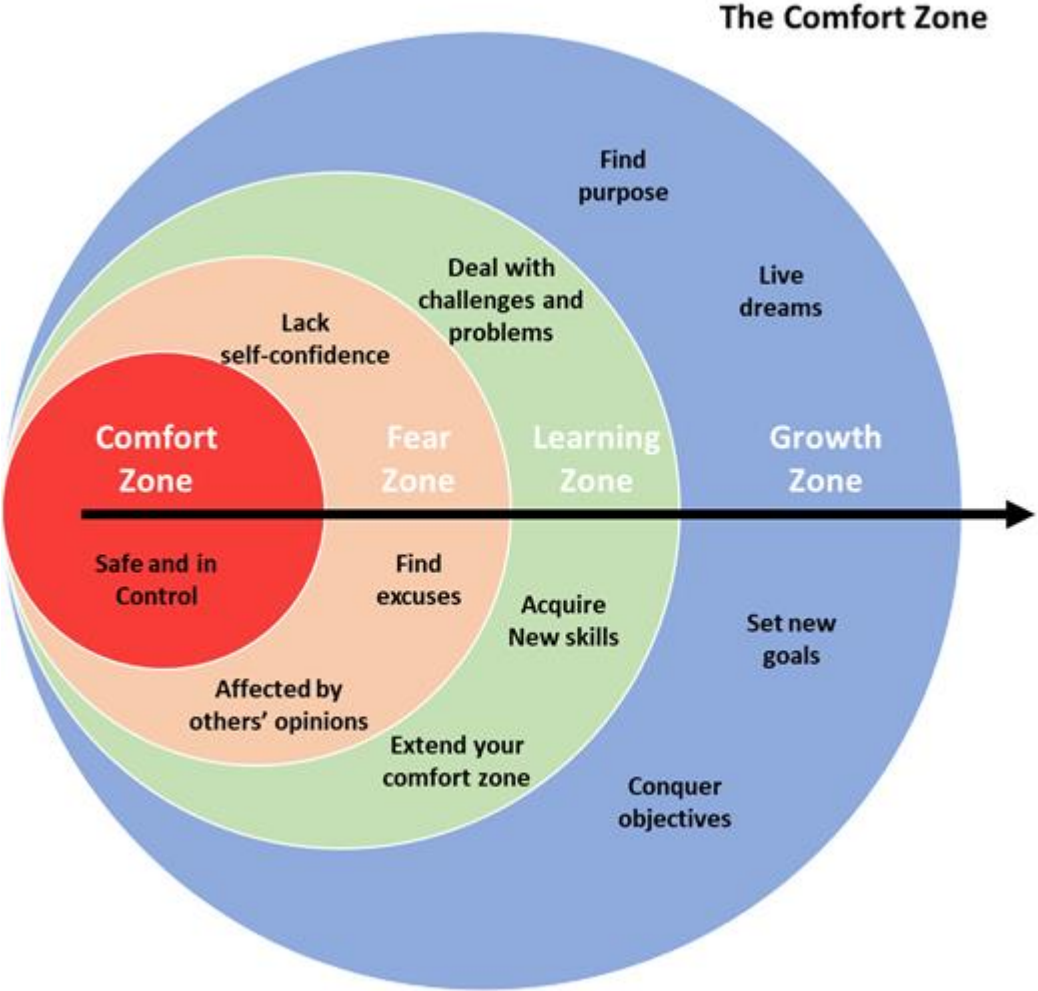 The Comfort Zone
Find
purpose
Live
dreams
Deal with
challenges and
problems
Lack
self-confidence
Comfort
Zone
Fear
Zone
Learning
Zone
Growth
Zone
Safe and in
Control
Find
excuses
Acquire
New skills
Set new
goals
Affected by
others’ opinions
Extend your
comfort zone
Conquer
objectives